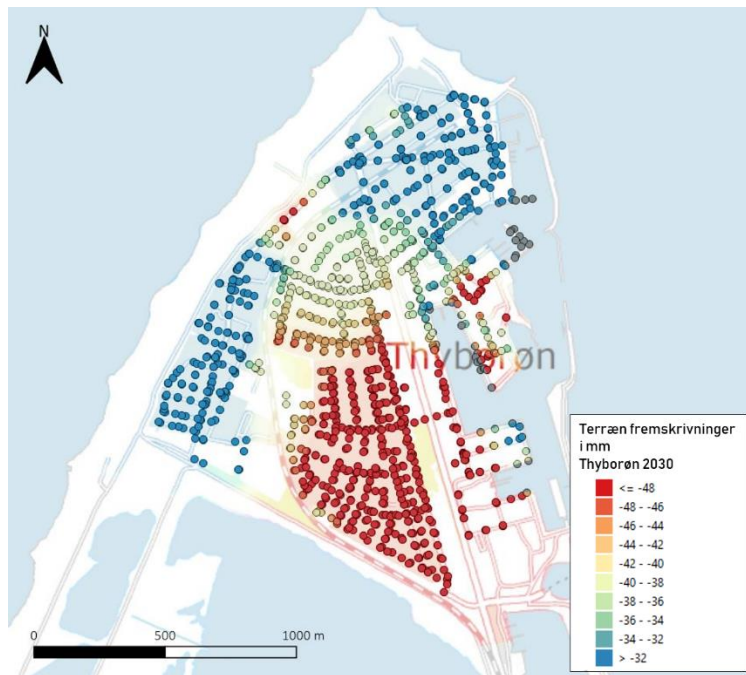 N
Thyborøn
Terræn fremskrivninger
i mm
Thyborøn 2030
<= -48
-48 - -46
-46 - -44
-44 - -42
-42 - -40
-40 - -38
-38 - -36
-36 - -34
-34 - -32
> -32
0 500 1000 m